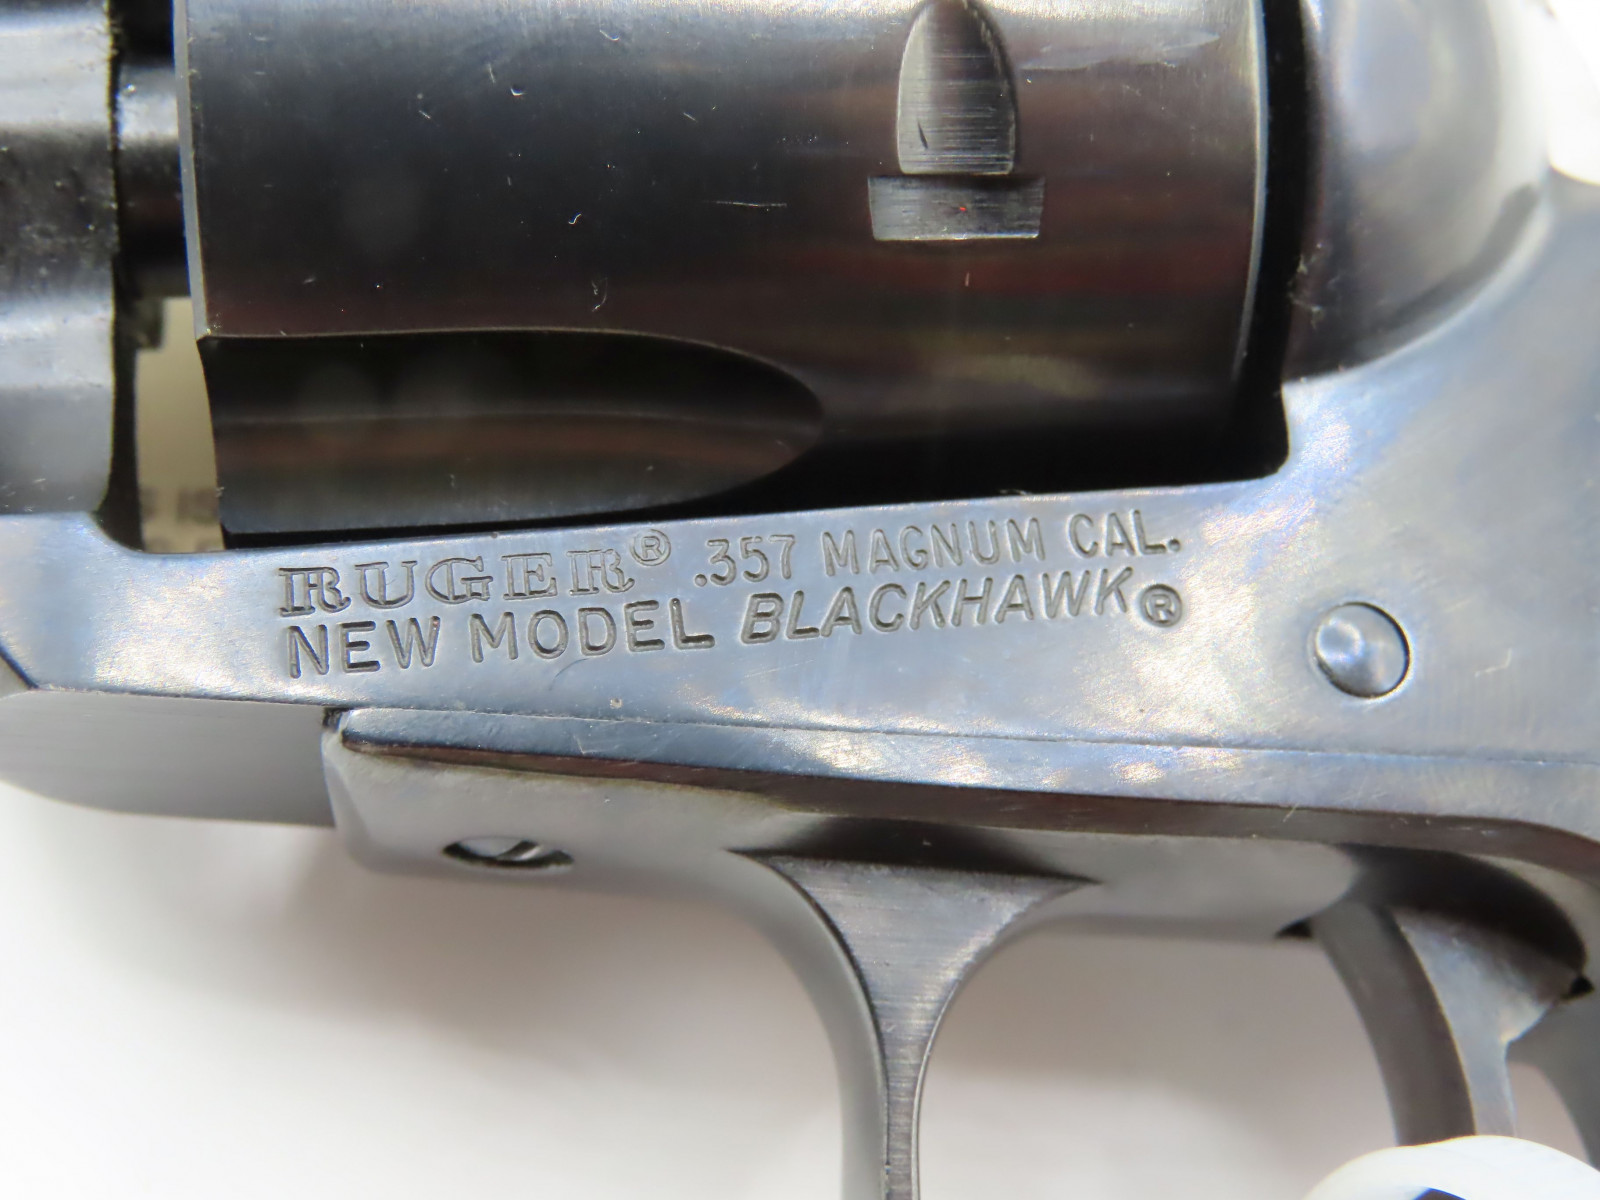 RUGER® .357 MAGNUM CAL.
NEW MODEL BLACKHAWK®